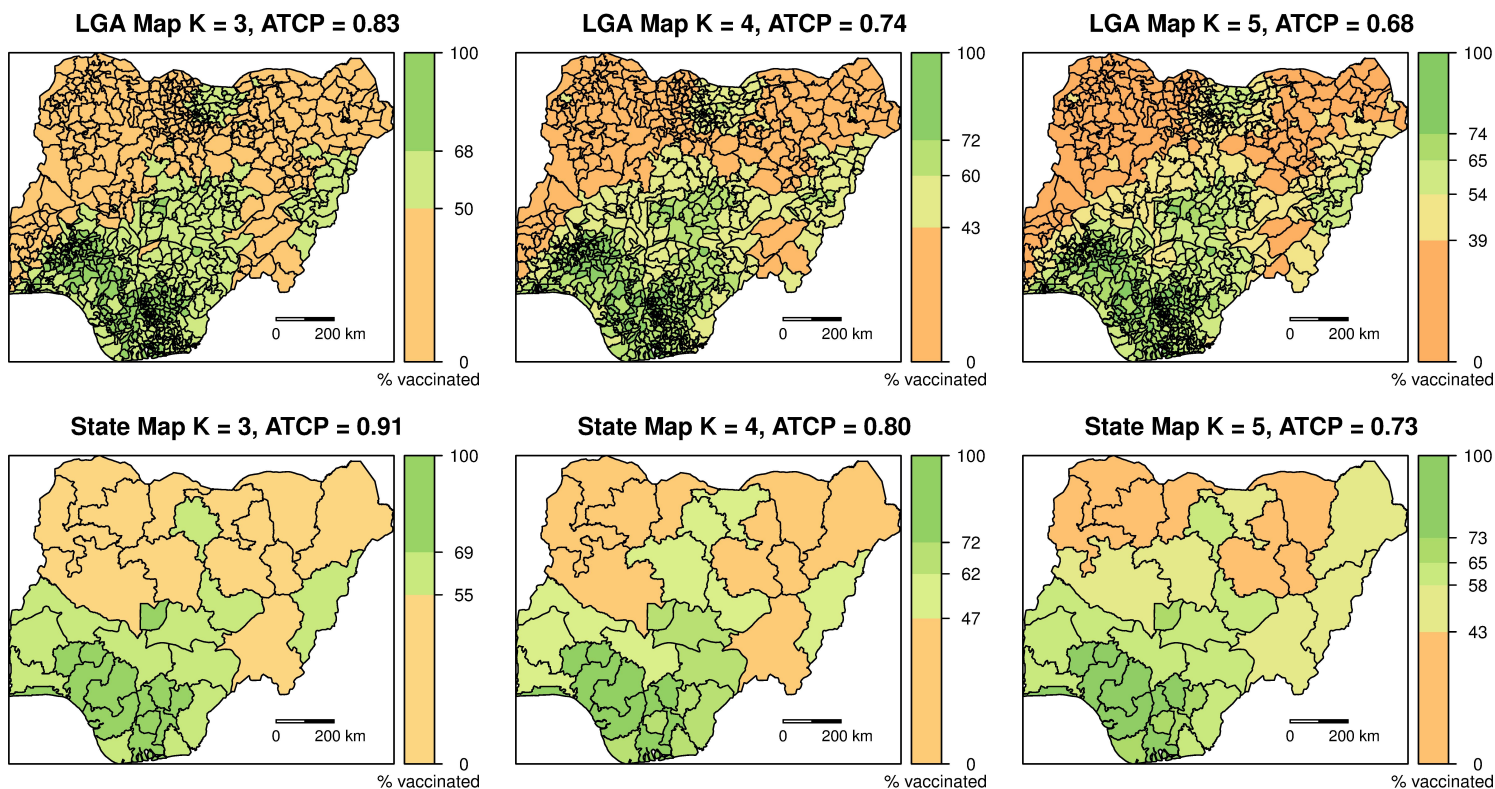 LGA Map K = 3, ATCP = 0.83
100
68
50
0
0 200 km
% vaccinated
LGA Map K = 4, ATCP = 0.74
100
72
60
43
0
0 200 km
% vaccinated
LGA Map K = 5, ATCP = 0.68
100
74
65
54
39
0
0 200 km
% vaccinated
State Map K = 3, ATCP = 0.91
100
69
55
0
0 200 km
% vaccinated
State Map K = 4, ATCP = 0.80
100
72
62
47
0
0 200 km
% vaccinated
State Map K = 5, ATCP = 0.73
100
73
65
58
43
0
0 200 km
% vaccinated